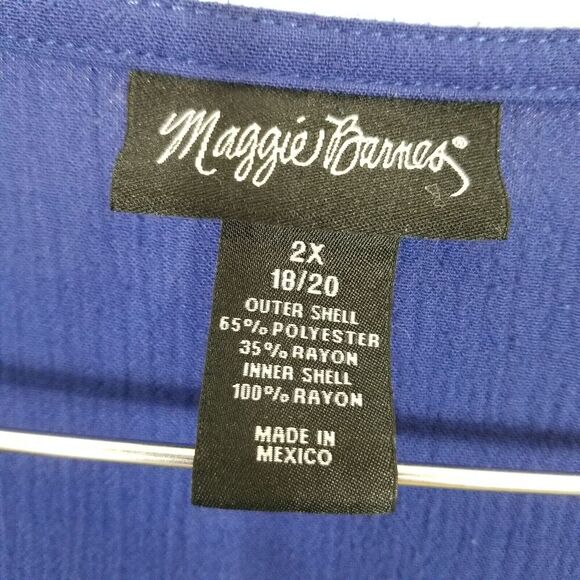 Maggie Barnes®
2X
18/20
OUTER SHELL
65% POLYESTER
35% RAYON
INNER SHELL
100% RAYON
MADE IN
MEXICO